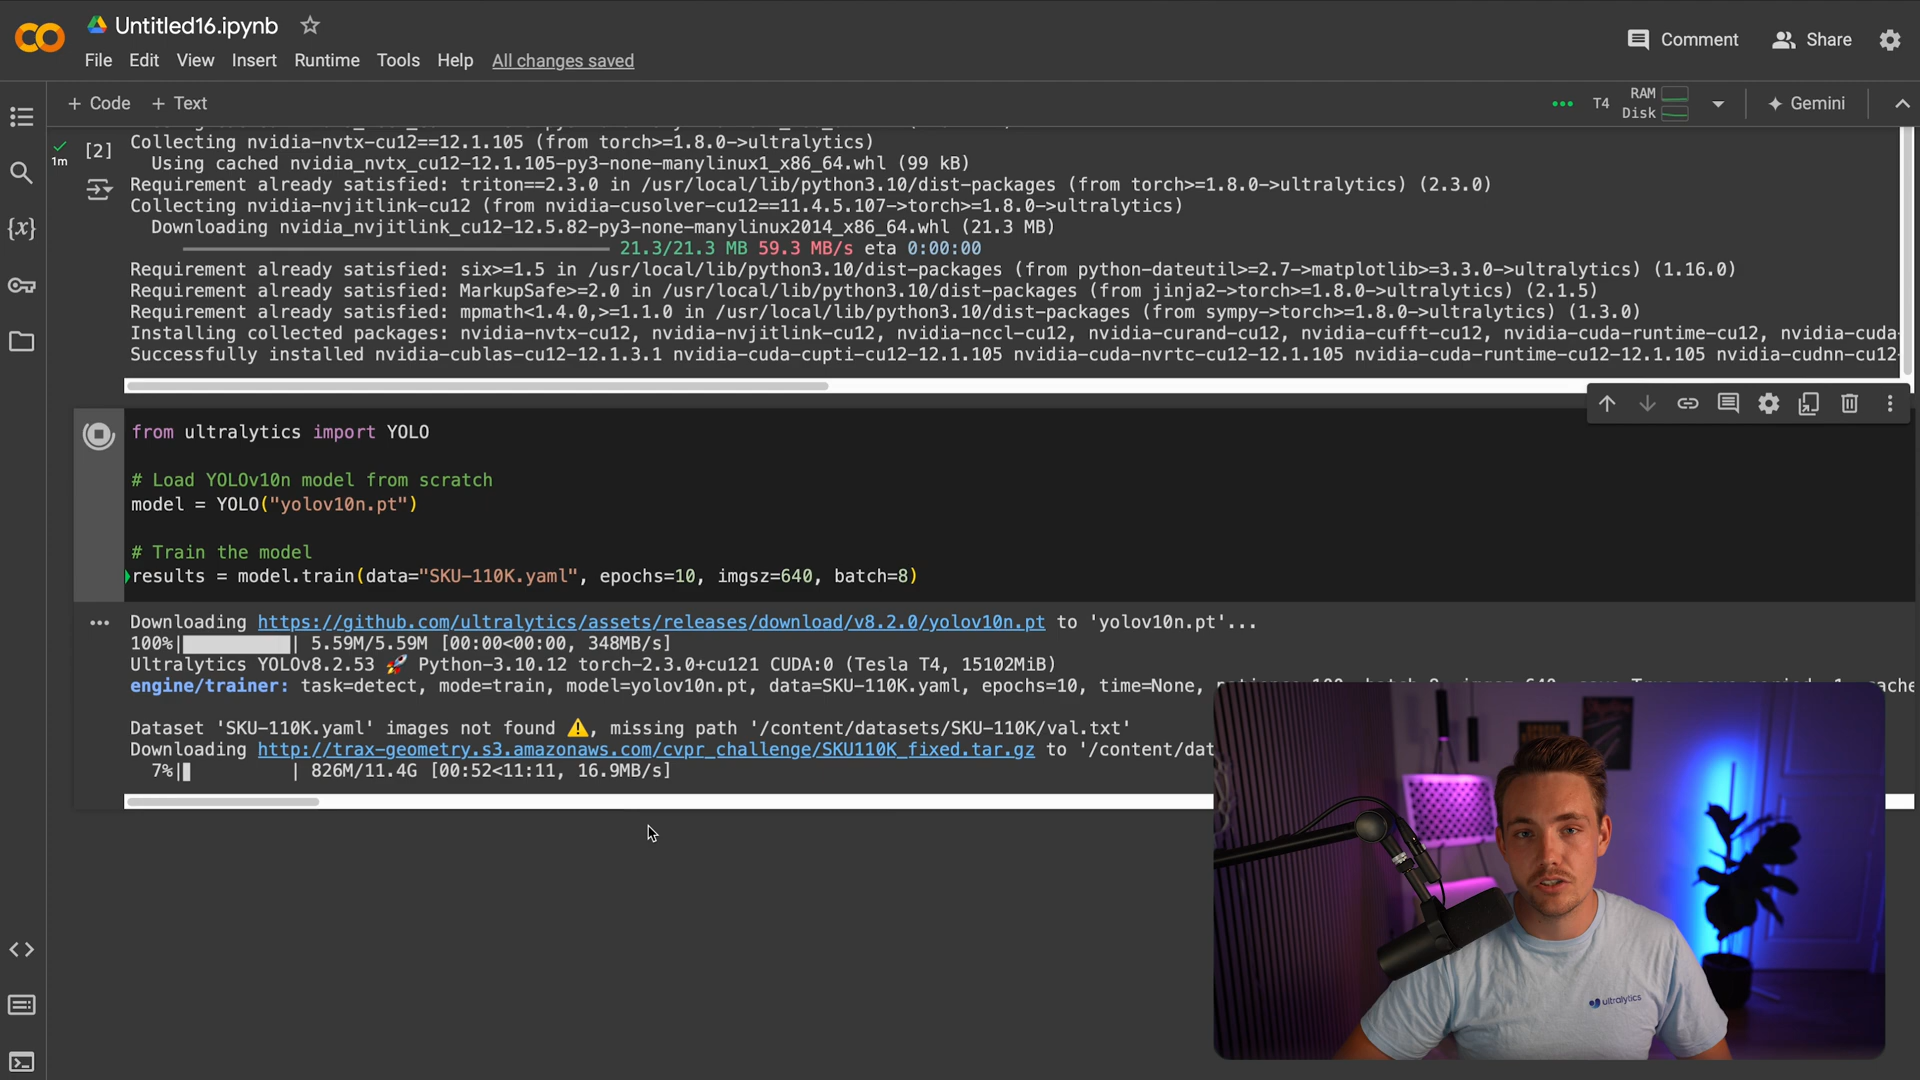 Untitled16.ipynb
File Edit View Insert Runtime Tools Help All changes saved
Comment Share
+ Code + Text
T4 RAM Disk Gemini
1m [2]
Collecting nvidia-nvtx-cu12==12.1.105 (from torch>=1.8.0->ultralytics)
Using cached nvidia_nvtx_cu12-12.1.105-py3-none-manylinux1_x86_64.whl (99 kB)
Requirement already satisfied: triton==2.3.0 in /usr/local/lib/python3.10/dist-packages (from torch>=1.8.0->ultralytics) (2.3.0)
Collecting nvidia-nvjitlink-cu12 (from nvidia-cusolver-cu12==11.4.5.107->torch>=1.8.0->ultralytics)
Downloading nvidia_nvjitlink_cu12-12.5.82-py3-none-manylinux2014_x86_64.whl (21.3 MB)
21.3/21.3 MB 59.3 MB/s eta 0:00:00
Requirement already satisfied: six>=1.5 in /usr/local/lib/python3.10/dist-packages (from python-dateutil>=2.7->matplotlib>=3.3.0->ultralytics) (1.16.0)
Requirement already satisfied: MarkupSafe>=2.0 in /usr/local/lib/python3.10/dist-packages (from jinja2->torch>=1.8.0->ultralytics) (2.1.5)
Requirement already satisfied: mpmath<1.4.0,>=1.1.0 in /usr/local/lib/python3.10/dist-packages (from sympy->torch>=1.8.0->ultralytics) (1.3.0)
Installing collected packages: nvidia-nvtx-cu12, nvidia-nvjitlink-cu12, nvidia-nccl-cu12, nvidia-curand-cu12, nvidia-cufft-cu12, nvidia-cuda-runtime-cu12, nvidia-cuda-
Successfully installed nvidia-cublas-cu12-12.1.3.1 nvidia-cuda-cupti-cu12-12.1.105 nvidia-cuda-nvrtc-cu12-12.1.105 nvidia-cuda-runtime-cu12-12.1.105 nvidia-cudnn-cu12-
from ultralytics import YOLO
# Load YOLOv10n model from scratch
model = YOLO("yolov10n.pt")
# Train the model
results = model.train(data="SKU-110K.yaml", epochs=10, imgsz=640, batch=8)
Downloading https://github.com/ultralytics/assets/releases/download/v8.2.0/yolov10n.pt to 'yolov10n.pt'...
100%| | 5.59M/5.59M [00:00<00:00, 348MB/s]
Ultralytics YOLOv8.2.53 🚀 Python-3.10.12 torch-2.3.0+cu121 CUDA:0 (Tesla T4, 15102MiB)
engine/trainer: task=detect, mode=train, model=yolov10n.pt, data=SKU-110K.yaml, epochs=10, time=None,
Dataset 'SKU-110K.yaml' images not found ⚠️, missing path '/content/datasets/SKU-110K/val.txt'
Downloading http://trax-geometry.s3.amazonaws.com/cvpr_challenge/SKU110K_fixed.tar.gz to '/content/dat
7%| | 826M/11.4G [00:52<11:11, 16.9MB/s]
ultralytics